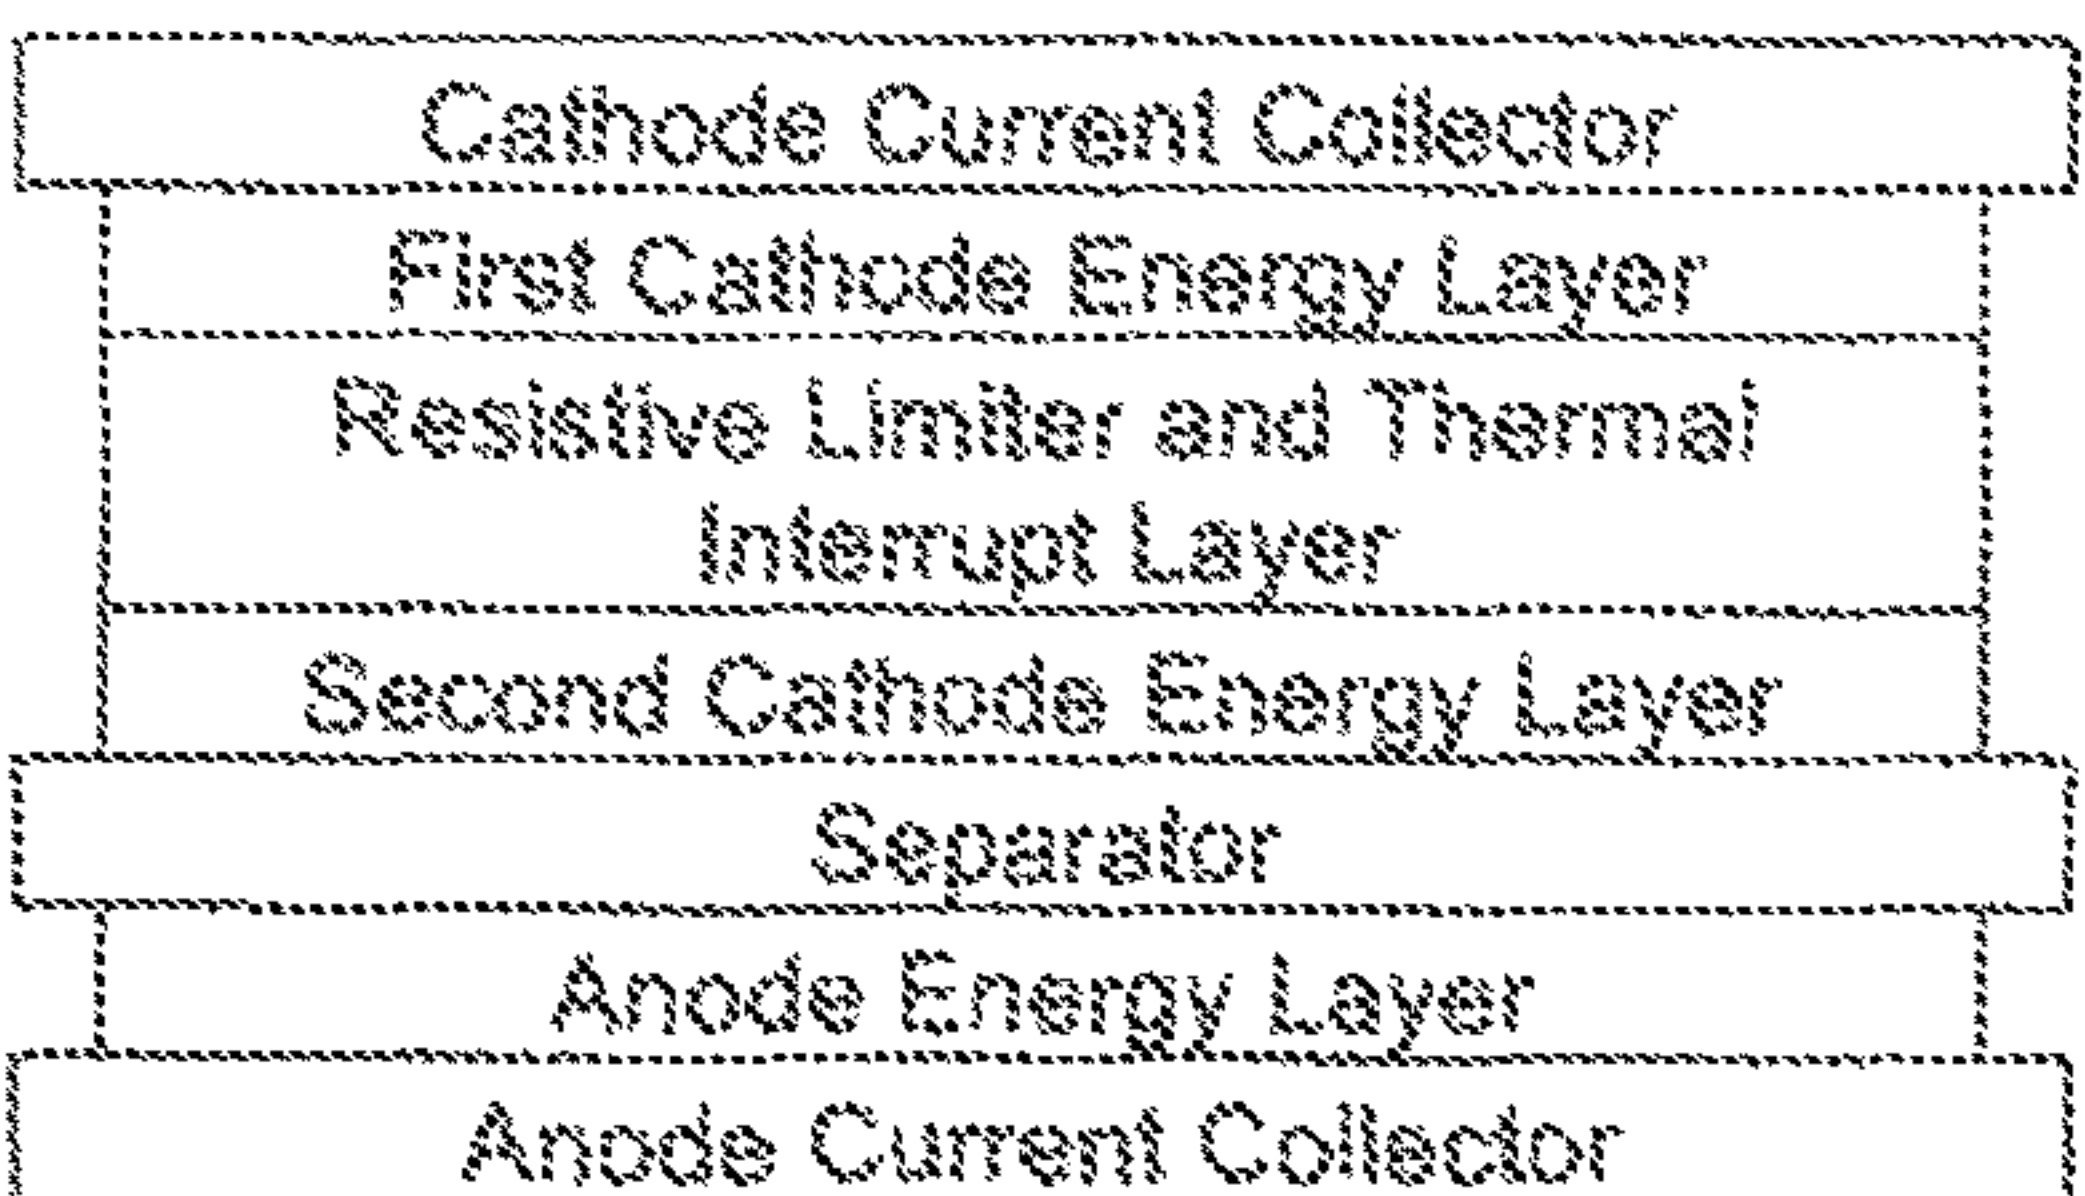 Cathode Current Collector
First Cathode Energy Layer
Resistive Limiter and Thermal
Interrupt Layer
Second Cathode Energy Layer
Separator
Anode Energy Layer
Anode Current Collector